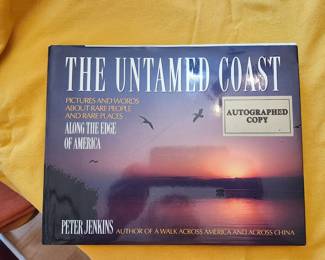 THE UNTAMED COAST
PICTURES AND WORDS
ABOUT RARE PEOPLE
AND RARE PLACES
ALONG THE EDGE
OF AMERICA
AUTOGRAPHED
COPY
PETER JENKINS AUTHOR OF A WALK ACROSS AMERICA AND ACROSS CHINA